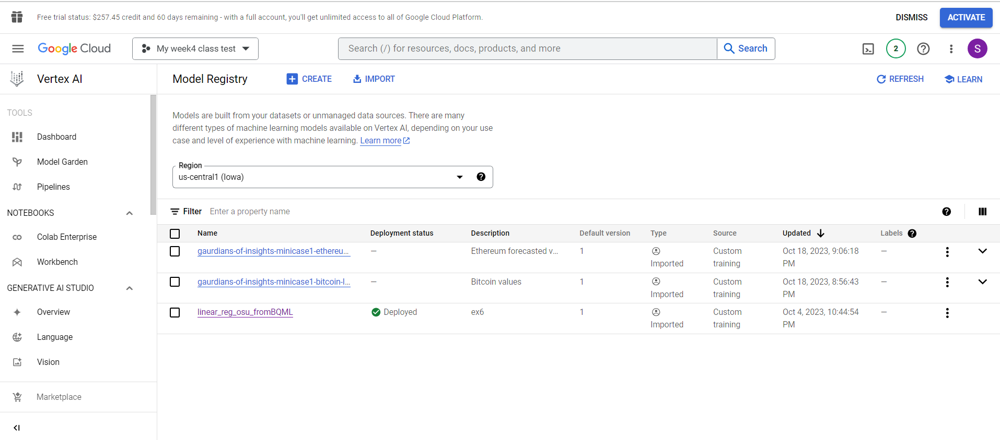 Free trial status: $257.45 credit and 60 days remaining - with a full account, you'll get unlimited access to all of Google Cloud Platform.
DISMISS
ACTIVATE
Google Cloud
My week4 class test
Search (/) for resources, docs, products, and more
Search
2
S
Vertex AI
Model Registry
CREATE
IMPORT
REFRESH
LEARN
TOOLS
Dashboard
Model Garden
Pipelines
NOTEBOOKS
Colab Enterprise
Workbench
GENERATIVE AI STUDIO
Overview
Language
Vision
Marketplace
Models are built from your datasets or unmanaged data sources. There are many
different types of machine learning models available on Vertex AI, depending on your use
case and level of experience with machine learning. Learn more
Region
us-central1 (Iowa)
Filter Enter a property name
Name Deployment status Description Default version Type Source Updated Labels
gaurdians-of-insights-minicase1-ethereu... — Ethereum forecasted v... 1 Imported Custom training Oct 18, 2023, 9:06:18 PM —
gaurdians-of-insights-minicase1-bitcoin-l... — Bitcoin values 1 Imported Custom training Oct 18, 2023, 8:56:43 PM —
linear_reg_osu_fromBQML Deployed ex6 1 Imported Custom training Oct 4, 2023, 10:44:54 PM —